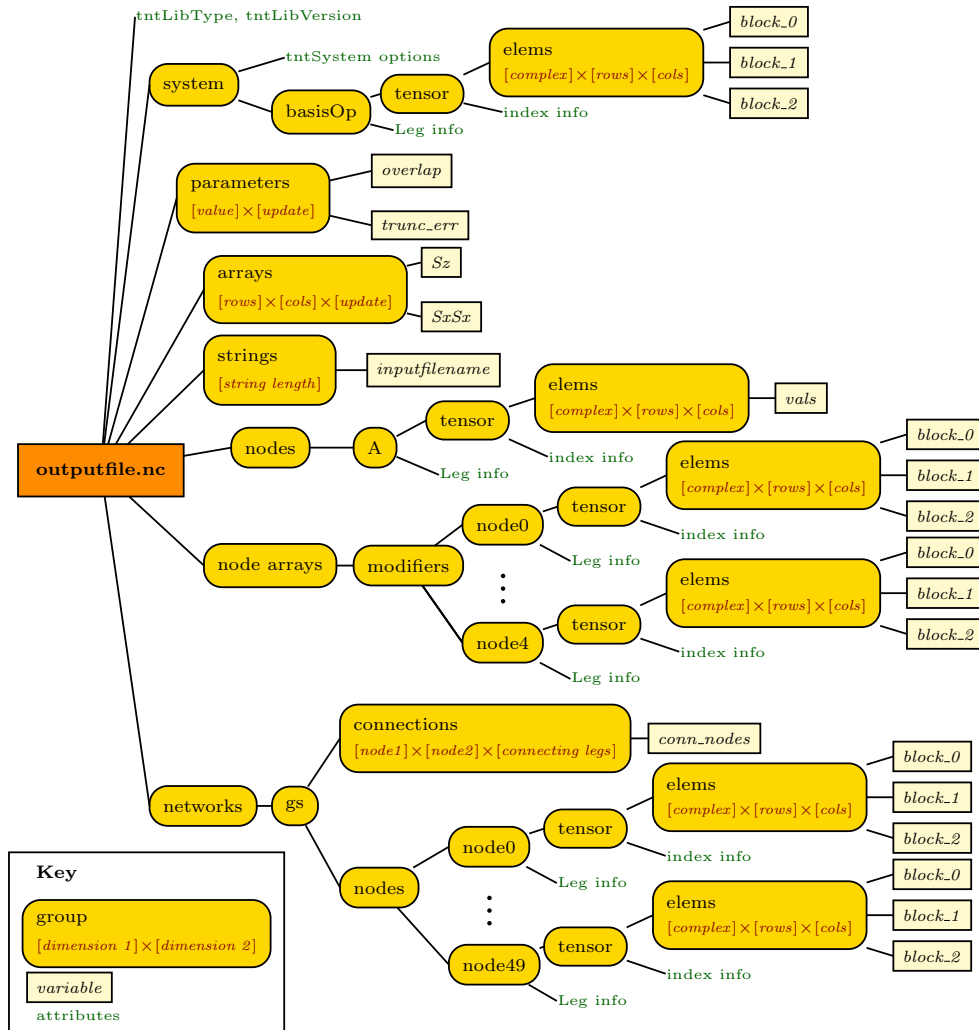 tntLibType, tntLibVersion
system
tntSystem options
basisOp
Leg info
tensor
index info
elems
[complex]×[rows]×[cols]
block_0
block_1
block_2
parameters
[value]×[update]
overlap
trunc_err
arrays
[rows]×[cols]×[update]
Sz
SxSx
strings
[string length]
inputfilename
outputfile.nc
nodes
A
Leg info
tensor
index info
elems
[complex]×[rows]×[cols]
vals
node arrays
modifiers
node0
Leg info
tensor
index info
elems
[complex]×[rows]×[cols]
block_0
block_1
block_2
⋮
node4
Leg info
tensor
index info
elems
[complex]×[rows]×[cols]
block_0
block_1
block_2
networks
gs
connections
[node1]×[node2]×[connecting legs]
conn_nodes
nodes
node0
Leg info
tensor
index info
elems
[complex]×[rows]×[cols]
block_0
block_1
block_2
⋮
node49
Leg info
tensor
index info
elems
[complex]×[rows]×[cols]
block_0
block_1
block_2
Key
group
[dimension 1]×[dimension 2]
variable
attributes